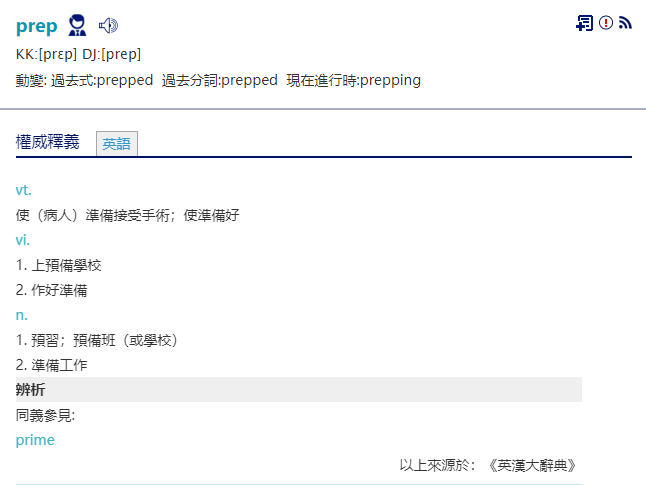 prep
KK:[prɛp] DJ:[prep]
動變: 過去式:prepped 過去分詞:prepped 現在進行時:prepping
權威釋義 英語
vt.
使（病人）準備接受手術；使準備好
vi.
1. 上預備學校
2. 作好準備
n.
1. 預習；預備班（或學校）
2. 準備工作
辨析
同義參見:
prime
以上來源於：《英漢大辭典》